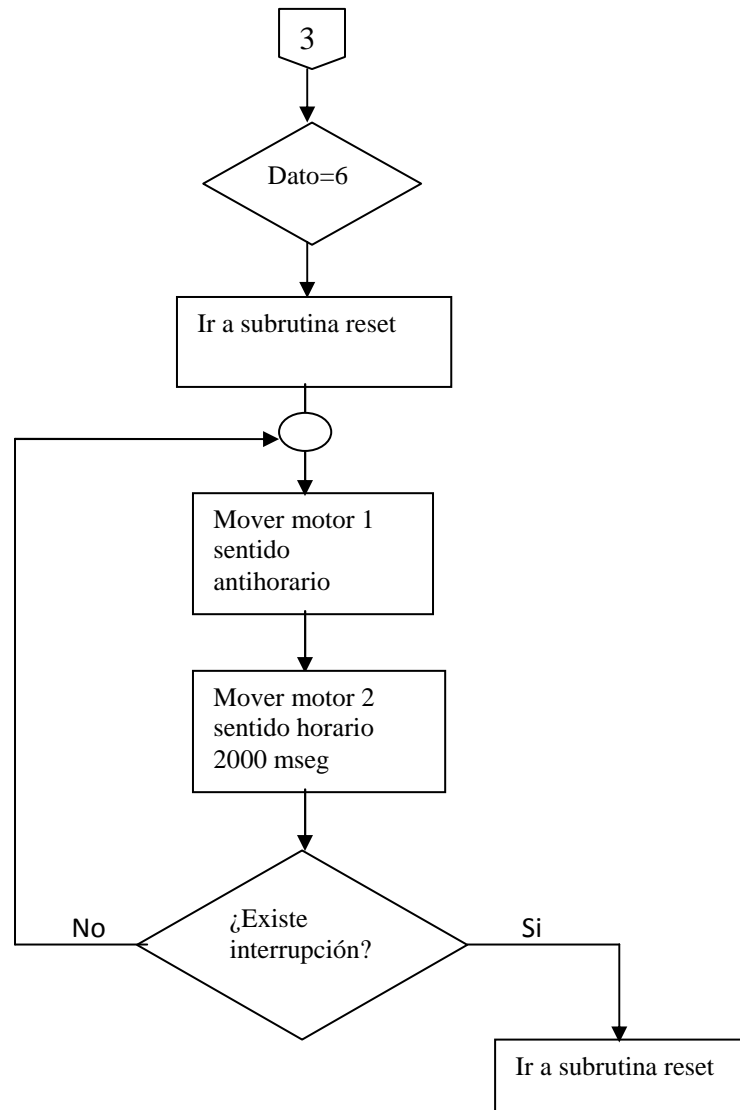 3
Dato=6
Ir a subrutina reset
Mover motor 1
sentido
antihorario
Mover motor 2
sentido horario
2000 mseg
¿Existe
interrupción?
No
Si
Ir a subrutina reset